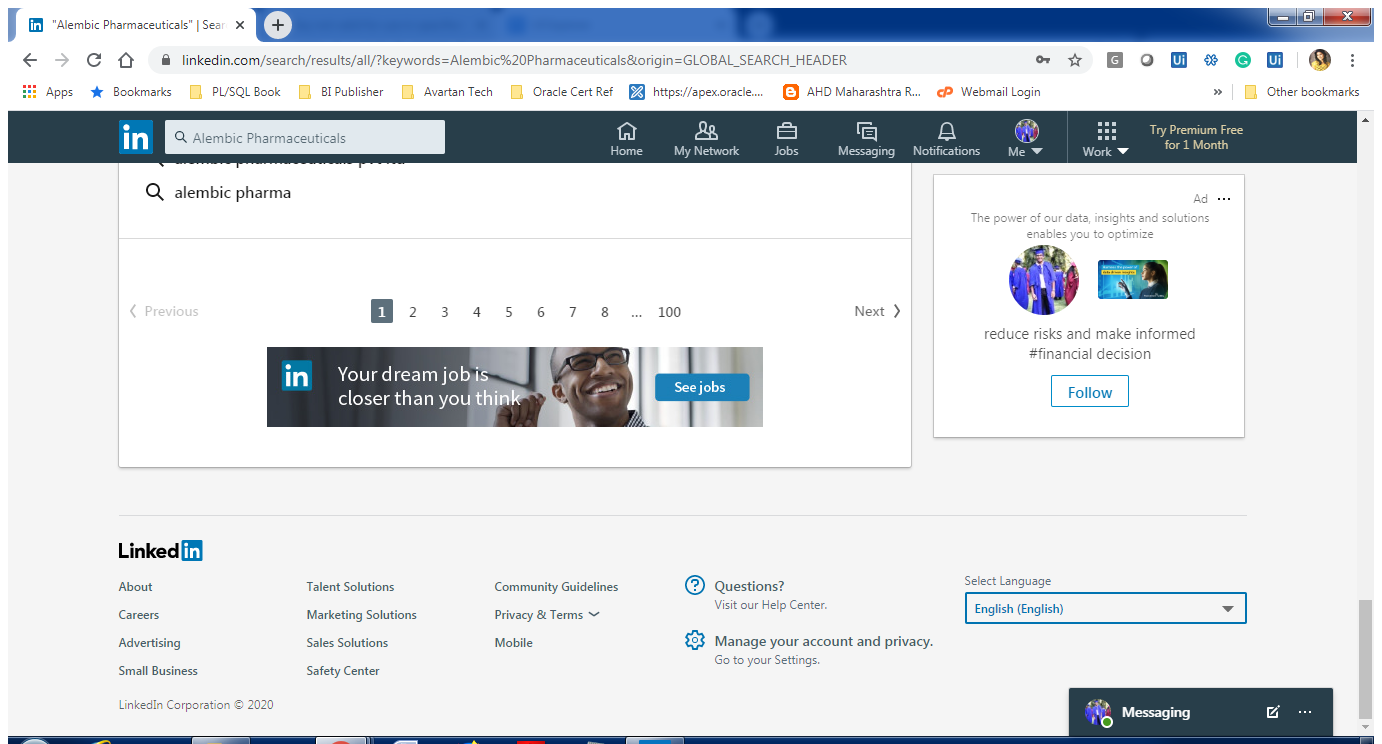 "Alembic Pharmaceuticals" | Sear
linkedin.com/search/results/all/?keywords=Alembic%20Pharmaceuticals&origin=GLOBAL_SEARCH_HEADER
Apps Bookmarks PL/SQL Book BI Publisher Avartan Tech Oracle Cert Ref https://apex.oracle.... AHD Maharashtra R... Webmail Login » Other bookmarks
in Alembic Pharmaceuticals Home My Network Jobs Messaging Notifications Me Work Try Premium Free
for 1 Month
alembic pharmaceuticals pvt ltd
alembic pharma
Previous 1 2 3 4 5 6 7 8 ... 100 Next
in Your dream job is
closer than you think
See jobs
Ad ...
The power of our data, insights and solutions
enables you to optimize
reduce risks and make informed
#financial decision
Follow
Linked in
About
Careers
Advertising
Small Business
Talent Solutions
Marketing Solutions
Sales Solutions
Safety Center
Community Guidelines
Privacy & Terms
Mobile
Questions?
Visit our Help Center.
Manage your account and privacy.
Go to your Settings.
Select Language
English (English)
LinkedIn Corporation © 2020
Messaging